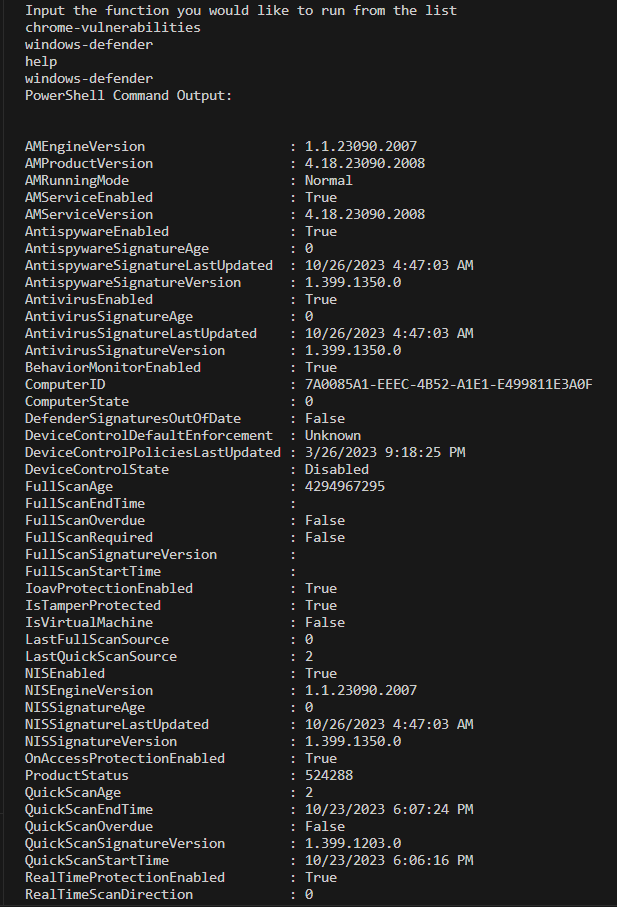 Input the function you would like to run from the list
chrome-vulnerabilities
windows-defender
help
windows-defender
PowerShell Command Output:
AMEngineVersion : 1.1.23090.2007
AMProductVersion : 4.18.23090.2008
AMRunningMode : Normal
AMServiceEnabled : True
AMServiceVersion : 4.18.23090.2008
AntispywareEnabled : True
AntispywareSignatureAge : 0
AntispywareSignatureLastUpdated : 10/26/2023 4:47:03 AM
AntispywareSignatureVersion : 1.399.1350.0
AntivirusEnabled : True
AntivirusSignatureAge : 0
AntivirusSignatureLastUpdated : 10/26/2023 4:47:03 AM
AntivirusSignatureVersion : 1.399.1350.0
BehaviorMonitorEnabled : True
ComputerID : 7A0085A1-EEEC-4B52-A1E1-E499811E3A0F
ComputerState : 0
DefenderSignaturesOutOfDate : False
DeviceControlDefaultEnforcement : Unknown
DeviceControlPoliciesLastUpdated : 3/26/2023 9:18:25 PM
DeviceControlState : Disabled
FullScanAge : 4294967295
FullScanEndTime :
FullScanOverdue : False
FullScanRequired : False
FullScanSignatureVersion :
FullScanStartTime :
IoavProtectionEnabled : True
IsTamperProtected : True
IsVirtualMachine : False
LastFullScanSource : 0
LastQuickScanSource : 2
NISEnabled : True
NISEngineVersion : 1.1.23090.2007
NISSignatureAge : 0
NISSignatureLastUpdated : 10/26/2023 4:47:03 AM
NISSignatureVersion : 1.399.1350.0
OnAccessProtectionEnabled : True
ProductStatus : 524288
QuickScanAge : 2
QuickScanEndTime : 10/23/2023 6:07:24 PM
QuickScanOverdue : False
QuickScanSignatureVersion : 1.399.1203.0
QuickScanStartTime : 10/23/2023 6:06:16 PM
RealTimeProtectionEnabled : True
RealTimeScanDirection : 0